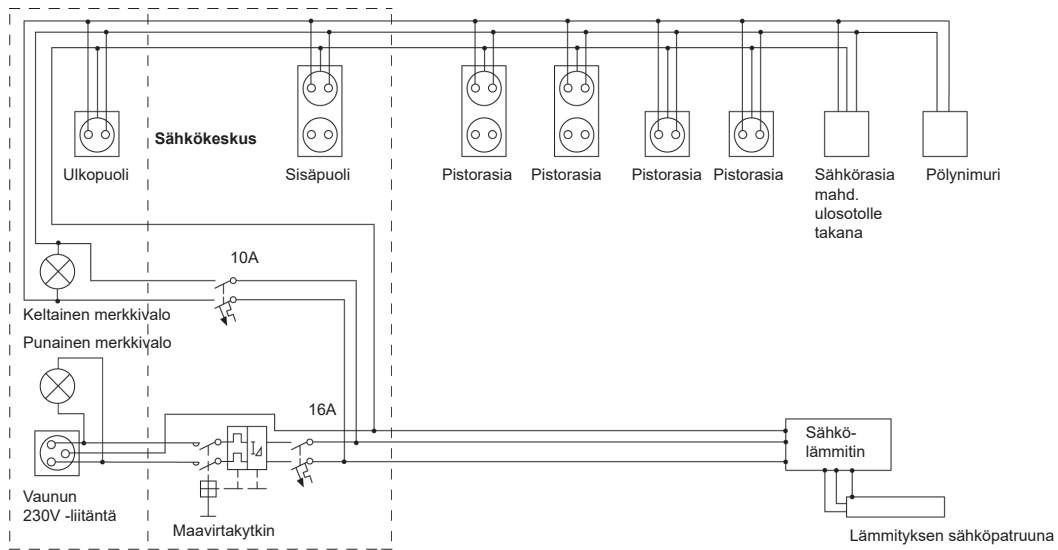 Sähkökeskus
Ulkopuoli
Sisäpuoli
Pistorasia
Pistorasia
Pistorasia
Pistorasia
Sähkörasia
mahd.
ulosotolle
takana
Pölynimuri
10A
Keltainen merkkivalo
Punainen merkkivalo
16A
Vaunun
230V -liitäntä
Maavirtakytkin
I⊿
Sähkö-
lämmitin
Lämmityksen sähköpatruuna